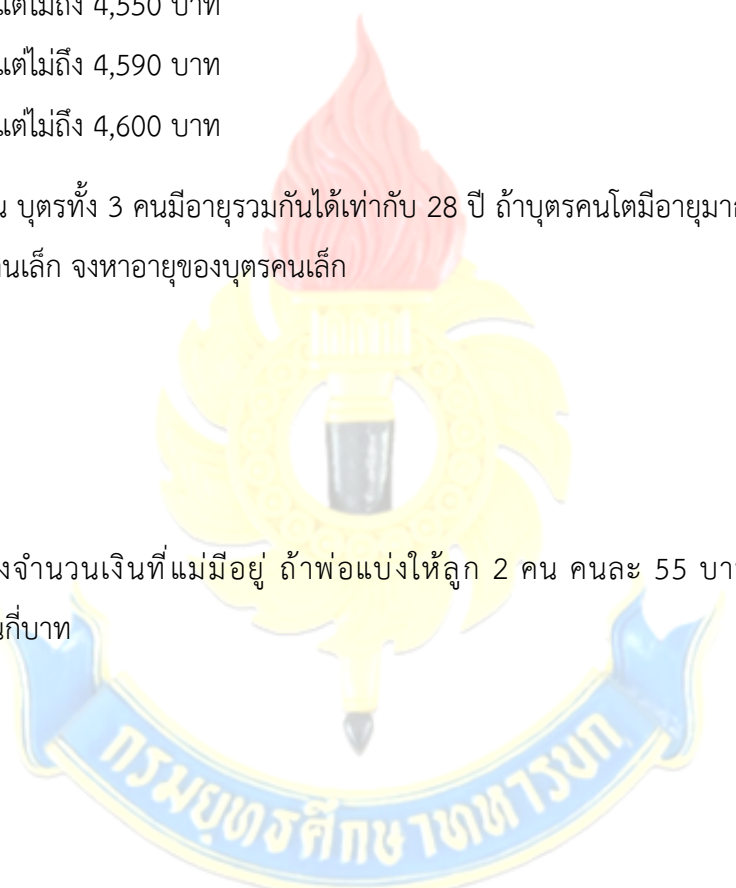 แต่ไม่ถึง 4,550 บาท
แต่ไม่ถึง 4,590 บาท
แต่ไม่ถึง 4,600 บาท
น บุตรทั้ง 3 คนมีอายุรวมกันได้เท่ากับ 28 ปี ถ้าบุตรคนโตมีอายุมาก
นเล็ก จงหาอายุของบุตรคนเล็ก
งจำนวนเงินที่แม่มีอยู่ ถ้าพ่อแบ่งให้ลูก 2 คน คนละ 55 บา
นกี่บาท
กรมยุทธศึกษาทหารบก